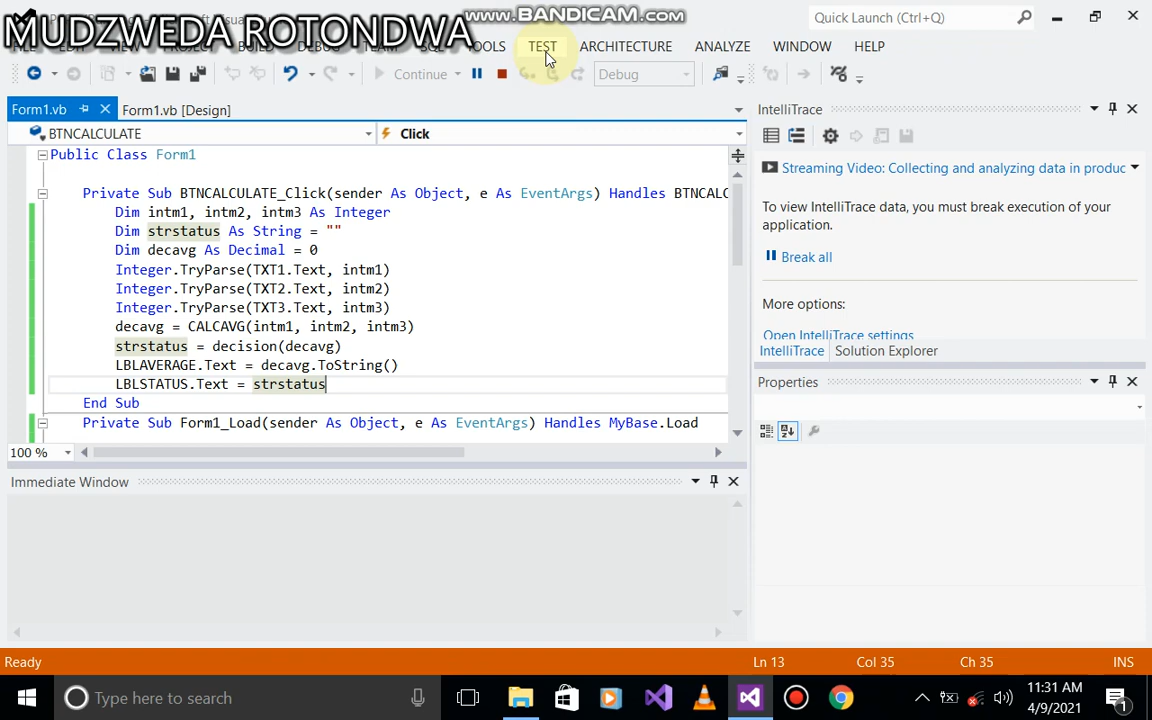 MUDZWEDA ROTONDWA
www.BANDICAM.com
Quick Launch (Ctrl+Q)
TOOLS TEST ARCHITECTURE ANALYZE WINDOW HELP
Continue Debug
Form1.vb Form1.vb [Design]
BTNCALCULATE Click
Public Class Form1
Private Sub BTNCALCULATE_Click(sender As Object, e As EventArgs) Handles BTNCALC
Dim intm1, intm2, intm3 As Integer
Dim strstatus As String = ""
Dim decavg As Decimal = 0
Integer.TryParse(TXT1.Text, intm1)
Integer.TryParse(TXT2.Text, intm2)
Integer.TryParse(TXT3.Text, intm3)
decavg = CALCAVG(intm1, intm2, intm3)
strstatus = decision(decavg)
LBLAVERAGE.Text = decavg.ToString()
LBLSTATUS.Text = strstatus
End Sub
Private Sub Form1_Load(sender As Object, e As EventArgs) Handles MyBase.Load
100 %
Immediate Window
IntelliTrace
Streaming Video: Collecting and analyzing data in produc
To view IntelliTrace data, you must break execution of your
application.
Break all
More options:
Open IntelliTrace settings
IntelliTrace Solution Explorer
Properties
Ready Ln 13 Col 35 Ch 35 INS
Type here to search
11:31 AM
4/9/2021
1